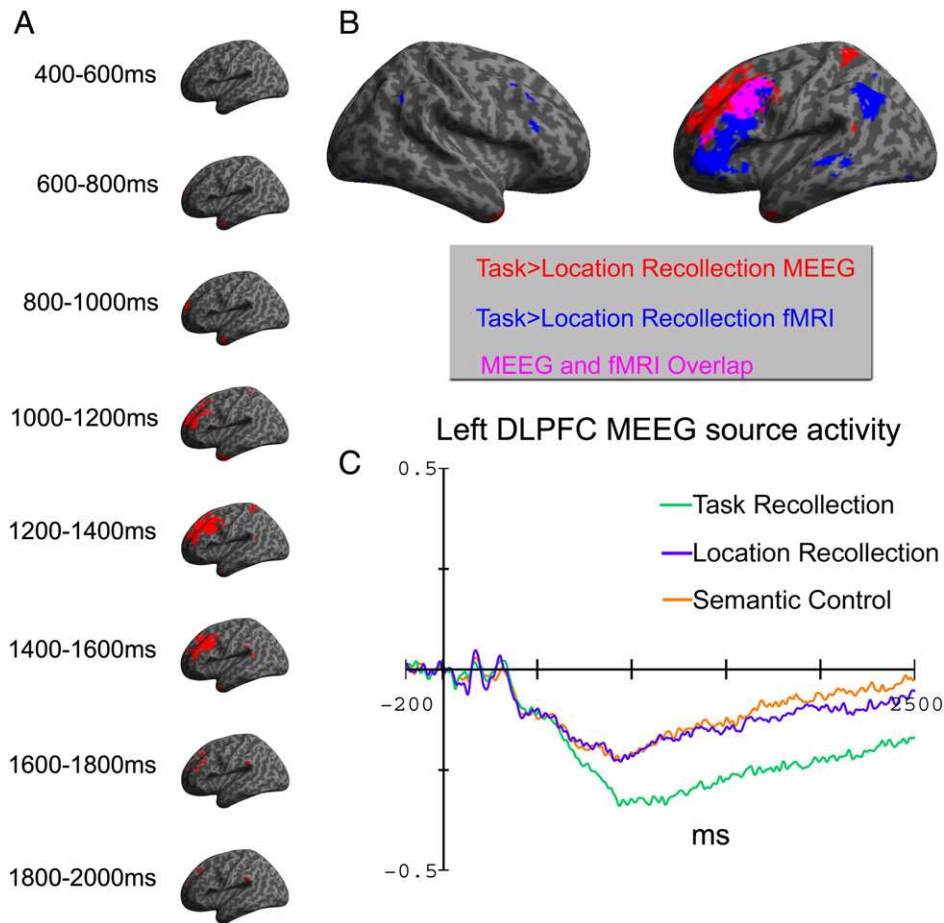 A
400-600ms
600-800ms
800-1000ms
1000-1200ms
1200-1400ms
1400-1600ms
1600-1800ms
1800-2000ms
B
Task>Location Recollection MEEG
Task>Location Recollection fMRI
MEEG and fMRI Overlap
Left DLPFC MEEG source activity
C
0.5
Task Recollection
Location Recollection
Semantic Control
-200
2500
ms
-0.5